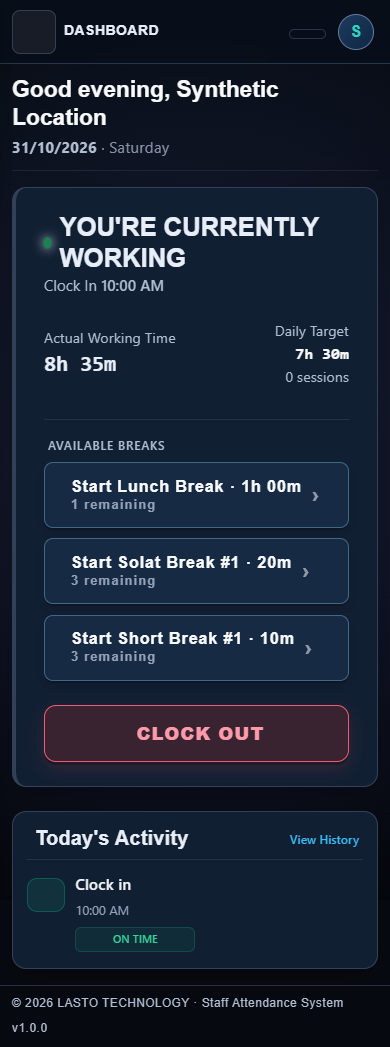 DASHBOARD
S
Good evening, Synthetic
Location
31/10/2026 · Saturday
YOU'RE CURRENTLY
WORKING
Clock In 10:00 AM
Actual Working Time
8h 35m
Daily Target
7h 30m
0 sessions
AVAILABLE BREAKS
Start Lunch Break · 1h 00m ›
1 remaining
Start Solat Break #1 · 20m ›
3 remaining
Start Short Break #1 · 10m ›
3 remaining
CLOCK OUT
Today's Activity
View History
Clock in
10:00 AM
ON TIME
© 2026 LASTO TECHNOLOGY · Staff Attendance System
v1.0.0